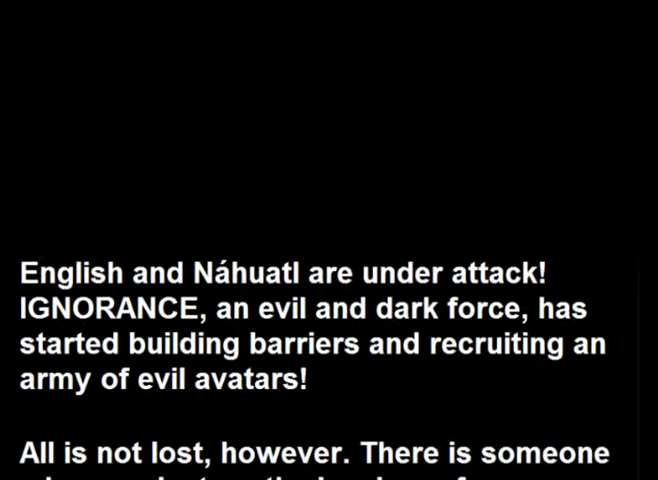 English and Náhuatl are under attack!
IGNORANCE, an evil and dark force, has
started building barriers and recruiting an
army of evil avatars!
All is not lost, however. There is someone